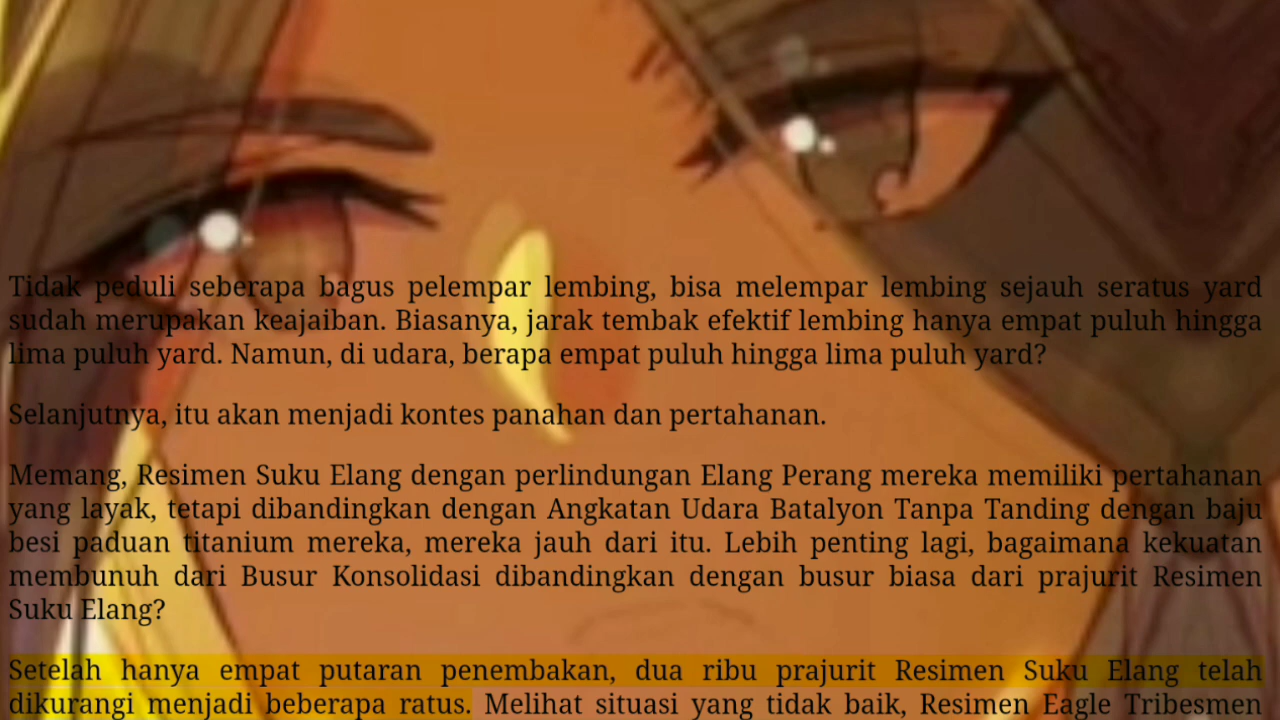 Tidak peduli seberapa bagus pelempar lembing, bisa melempar lembing sejauh seratus yard
sudah merupakan keajaiban. Biasanya, jarak tembak efektif lembing hanya empat puluh hingga
lima puluh yard. Namun, di udara, berapa empat puluh hingga lima puluh yard?
Selanjutnya, itu akan menjadi kontes panahan dan pertahanan.
Memang, Resimen Suku Elang dengan perlindungan Elang Perang mereka memiliki pertahanan
yang layak, tetapi dibandingkan dengan Angkatan Udara Batalyon Tanpa Tanding dengan baju
besi paduan titanium mereka, mereka jauh dari itu. Lebih penting lagi, bagaimana kekuatan
membunuh dari Busur Konsolidasi dibandingkan dengan busur biasa dari prajurit Resimen
Suku Elang?
Setelah hanya empat putaran penembakan, dua ribu prajurit Resimen Suku Elang telah
dikurangi menjadi beberapa ratus. Melihat situasi yang tidak baik, Resimen Eagle Tribesmen